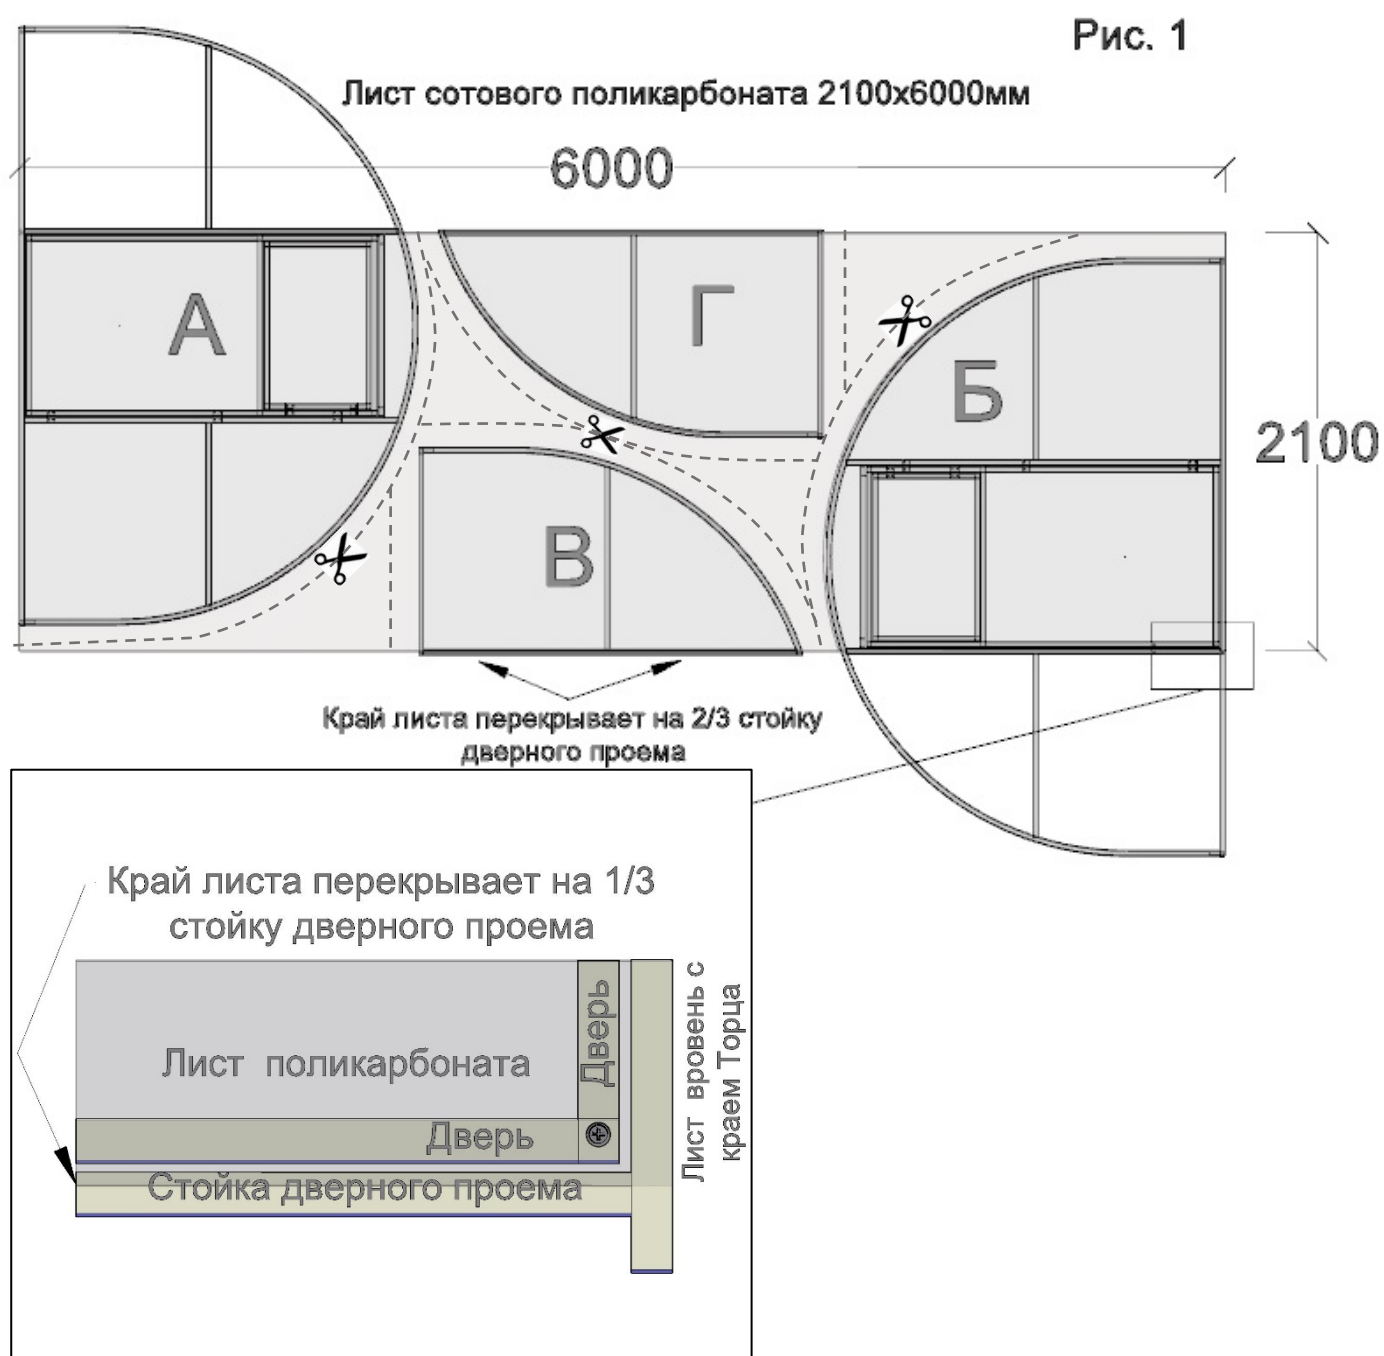 Рис. 1
Лист сотового поликарбоната 2100х6000мм
6000
А
Г
Б
2100
В
Край листа перекрывает на 2/3 стойку
дверного проема
Край листа перекрывает на 1/3
стойку дверного проема
Лист поликарбоната
Дверь
Дверь
Стойка дверного проема
Лист вровень с
краем Торца